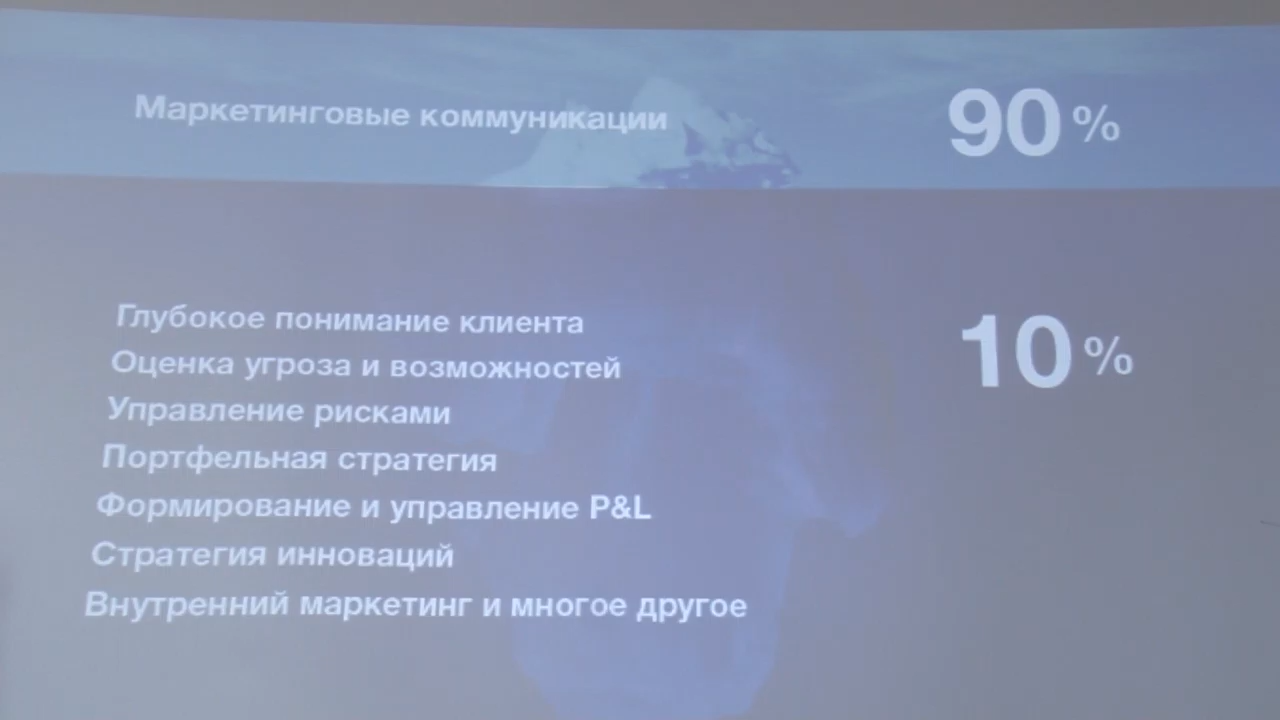 Маркетинговые коммуникации 90 %
Глубокое понимание клиента 10 %
Оценка угроза и возможностей
Управление рисками
Портфельная стратегия
Формирование и управление P&L
Стратегия инноваций
Внутренний маркетинг и многое другое